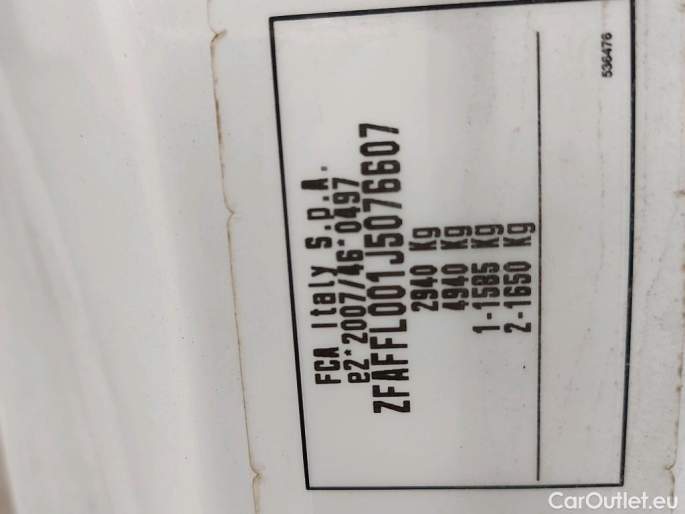 FCA Italy S.p.A.
e2*2007/46*0497
ZFAFFL001J5076607
2940 Kg
4940 Kg
1-1585 Kg
2-1650 Kg
536476
CarOutlet.eu